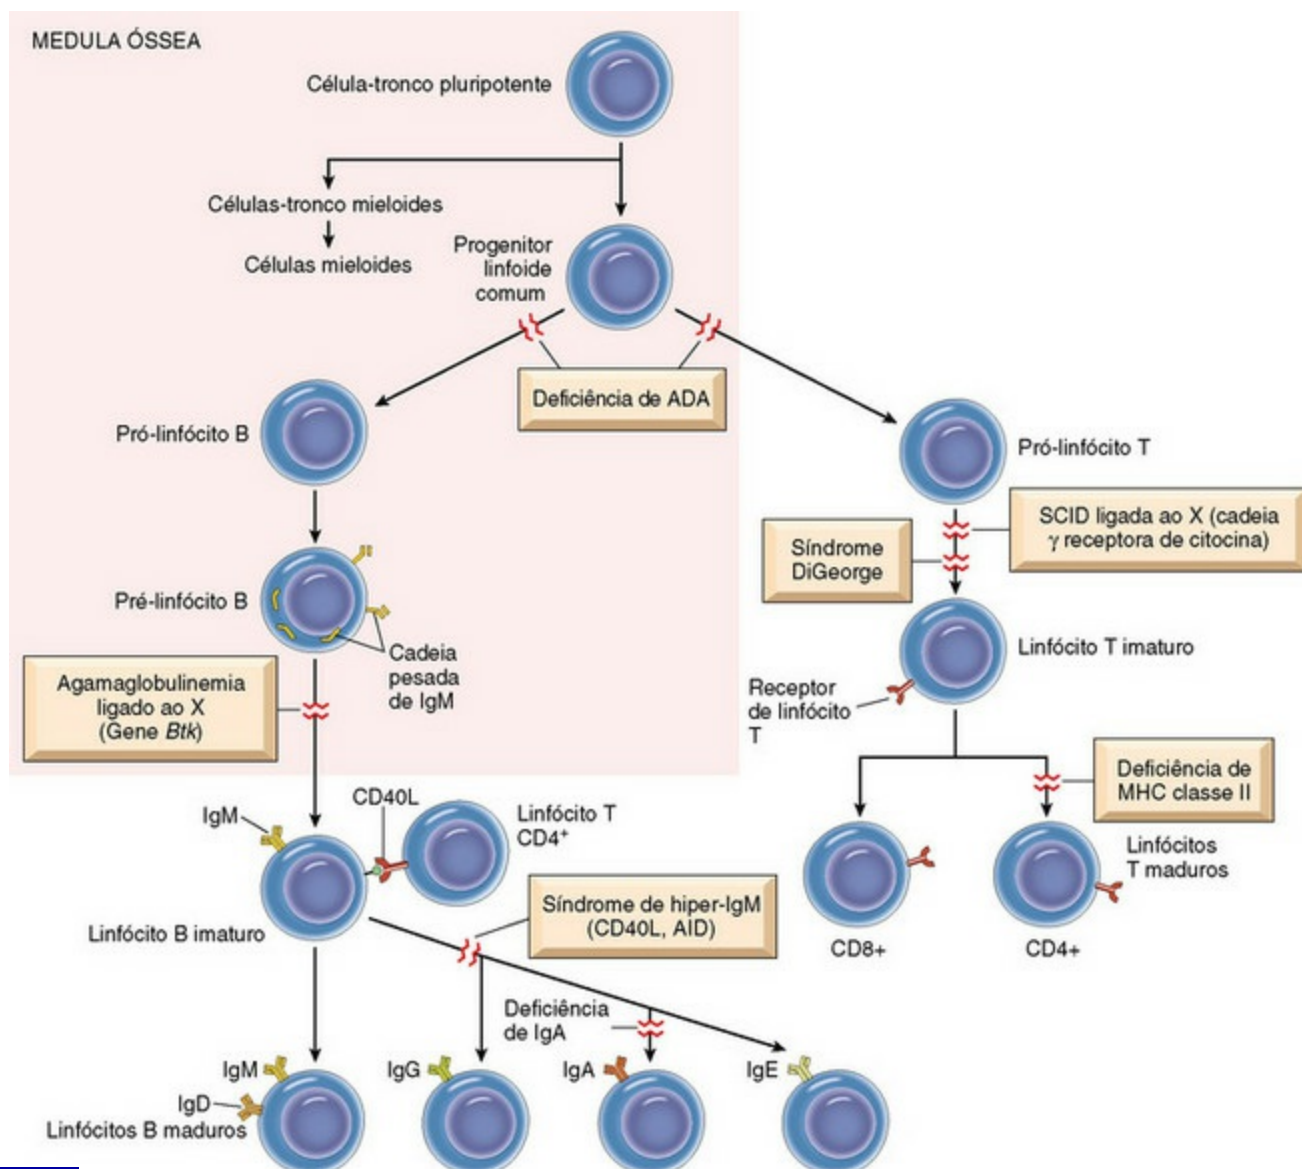 MEDULA ÓSSEA
Célula-tronco pluripotente
Células-tronco mieloides
Células mieloides
Progenitor
linfoide
comum
Deficiência de ADA
Pró-linfócito B
Pró-linfócito T
SCID ligada ao X (cadeia
γ receptora de citocina)
Síndrome
DiGeorge
Pré-linfócito B
Cadeia
pesada
de IgM
Linfócito T imaturo
Agamaglobulinemia
ligado ao X
(Gene Btk)
Receptor
de linfócito
T
Deficiência de
MHC classe II
IgM
CD40L
Linfócito T
CD4+
Linfócitos
T maduros
Síndrome de hiper-IgM
(CD40L, AID)
Linfócito B imaturo
CD8+
CD4+
Deficiência
de IgA
IgM
IgG
IgA
IgE
IgD
Linfócitos B maduros